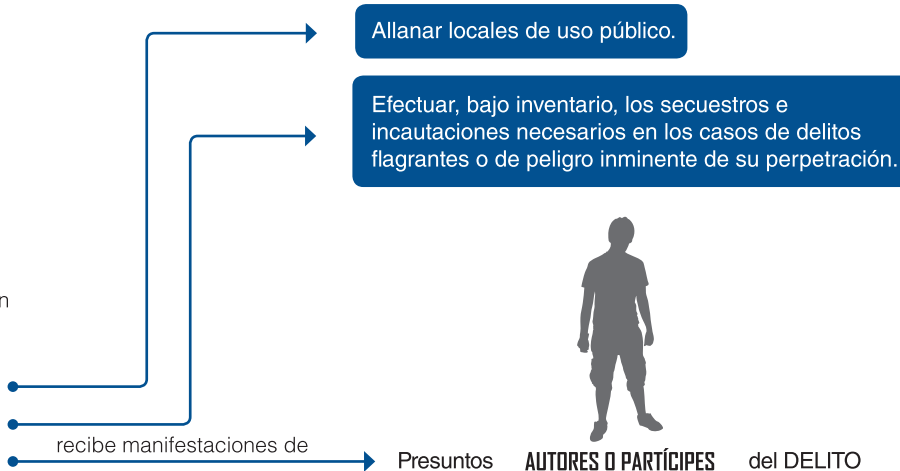 Allanar locales de uso público.
Efectuar, bajo inventario, los secuestros e
incautaciones necesarios en los casos de delitos
flagrantes o de peligro inminente de su perpetración.
n
recibe manifestaciones de
Presuntos AUTORES O PARTÍCIPES del DELITO